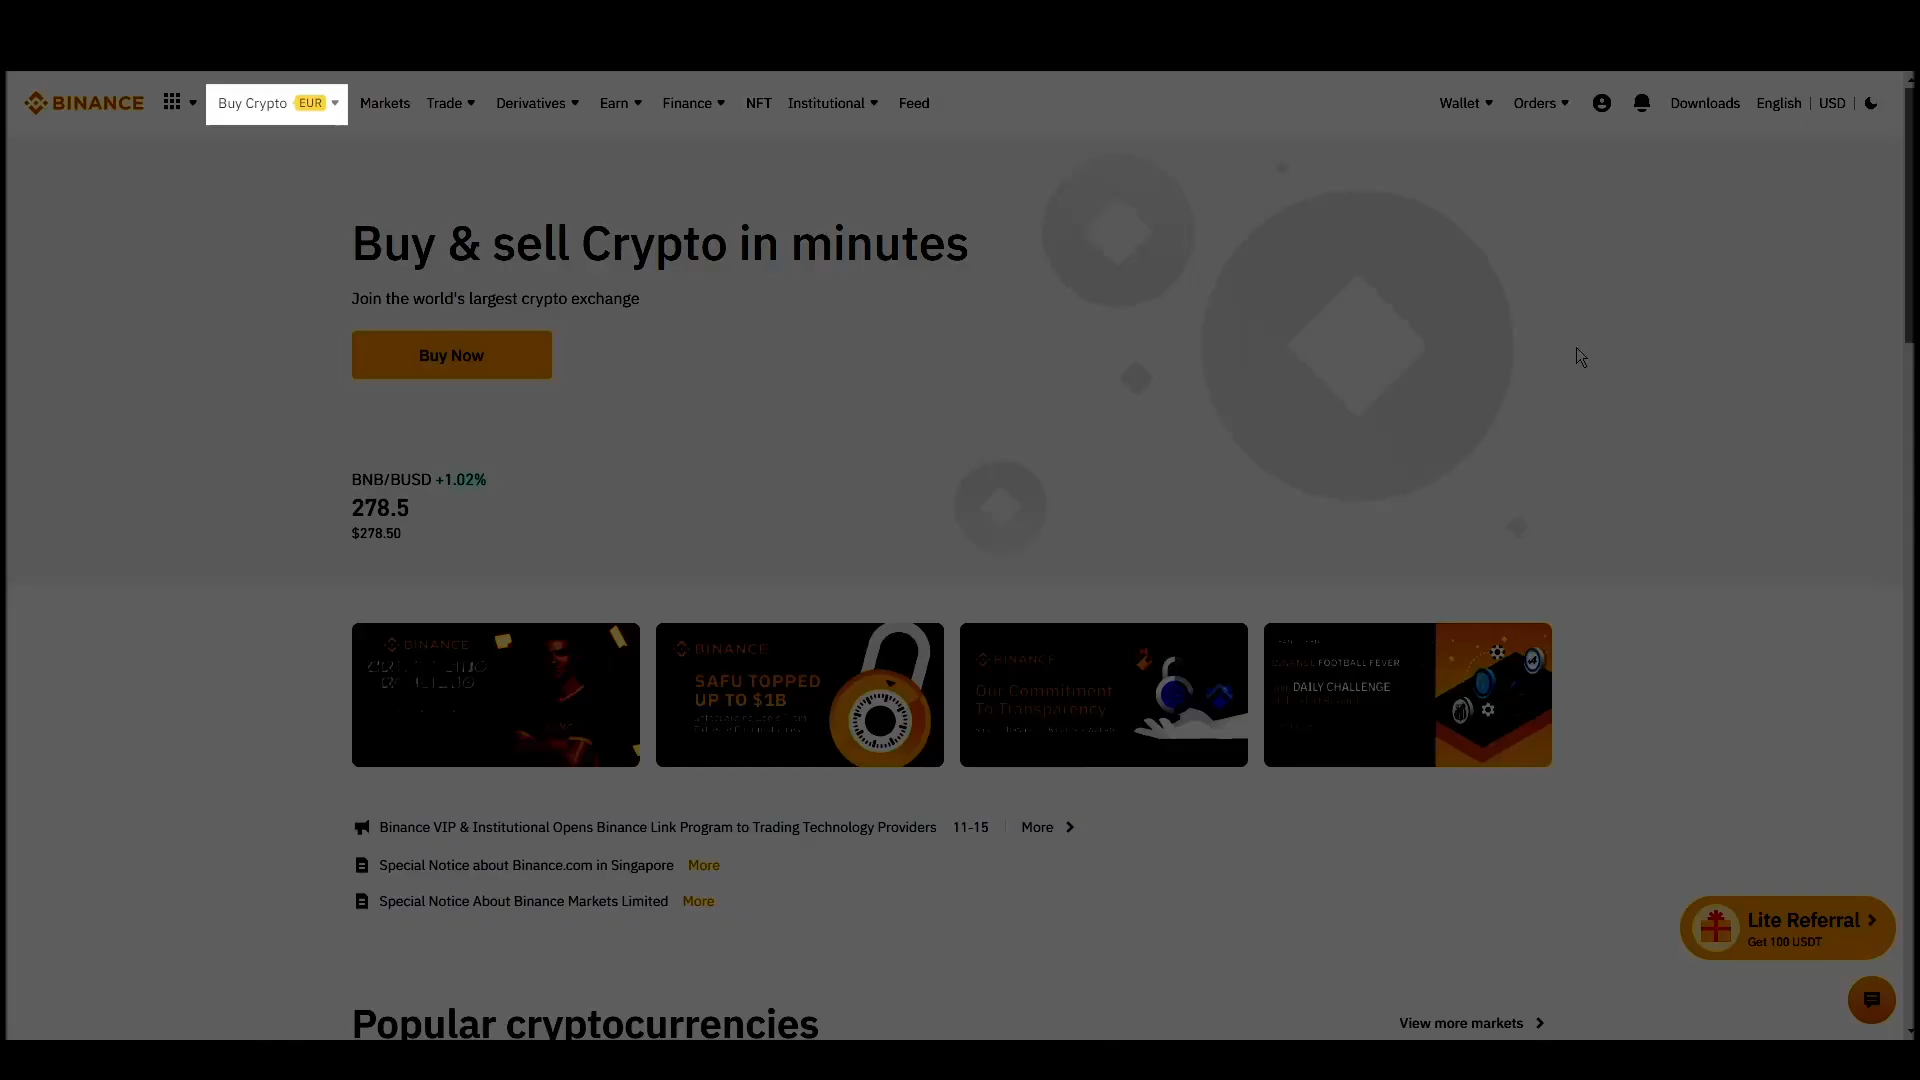 BINANCE
Buy Crypto EUR
Markets
Trade
Derivatives
Earn
Finance
NFT
Institutional
Feed
Wallet
Orders
Downloads
English | USD
Buy & sell Crypto in minutes
Join the world's largest crypto exchange
Buy Now
BNB/BUSD +1.02%
278.5
$278.50
BINANCE
BINANCE
SAFU TOPPED
UP TO $1B
BINANCE
Our Commitment
To Transparency
FOOTBALL FEVER
DAILY CHALLENGE
Binance VIP & Institutional Opens Binance Link Program to Trading Technology Providers 11-15 More
Special Notice about Binance.com in Singapore More
Special Notice About Binance Markets Limited More
Lite Referral
Get 100 USDT
Popular cryptocurrencies
View more markets